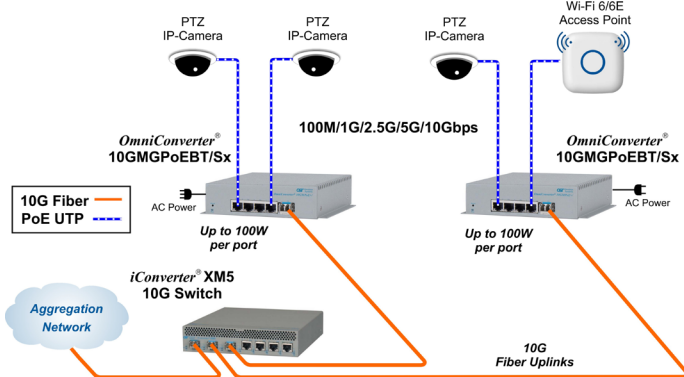 PTZ
IP-Camera
PTZ
IP-Camera
PTZ
IP-Camera
Wi-Fi 6/6E
Access Point
100M/1G/2.5G/5G/10Gbps
OmniConverter®
10GMGPoEBT/Sx
OmniConverter®
10GMPoEBT/Sx
10G Fiber
PoE UTP
AC Power
AC Power
Up to 100W
per port
Up to 100W
per port
iConverter® XM5
10G Switch
Aggregation
Network
10G
Fiber Uplinks